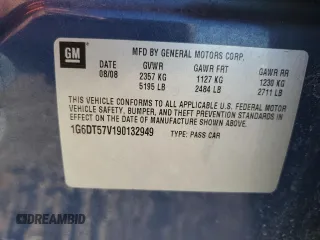 GM
MFD BY GENERAL MOTORS CORP.
DATE GVWR GAWR FRT GAWR RR
08/08 2357 KG 1127 KG 1230 KG
5195 LB 2484 LB 2711 LB
THIS VEHICLE CONFORMS TO ALL APPLICABLE U.S. FEDERAL MOTOR
VEHICLE SAFETY, BUMPER, AND THEFT PREVENTION STANDARDS
IN EFFECT ON THE DATE OF MANUFACTURE SHOWN ABOVE.
1G6DT57V190132949 TYPE: PASS CAR
DREAMBID